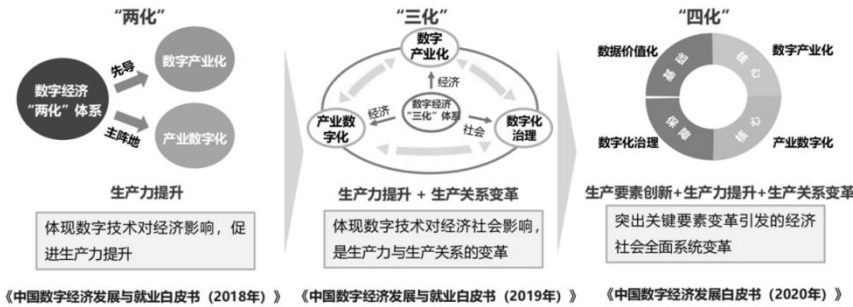 “两化”
数字经济
“两化”体系
先导
数字产业化
主阵地
产业数字化
生产力提升
体现数字技术对经济影响，促
进生产力提升
《中国数字经济发展与就业白皮书（2018年）》
“三化”
数字
产业化
经济
数字经济
“三化”体系
经济
社会
产业数
字化
数字化
治理
生产力提升 + 生产关系变革
体现数字技术对经济社会影响，
是生产力与生产关系的变革
《中国数字经济发展与就业白皮书（2019年）》
“四化”
数据价值化
基础
核心
数字产业化
数字化治理
保障
核心
产业数字化
生产要素创新+生产力提升+生产关系变革
突出关键要素变革引发的经济
社会全面系统变革
《中国数字经济发展白皮书（2020年）》